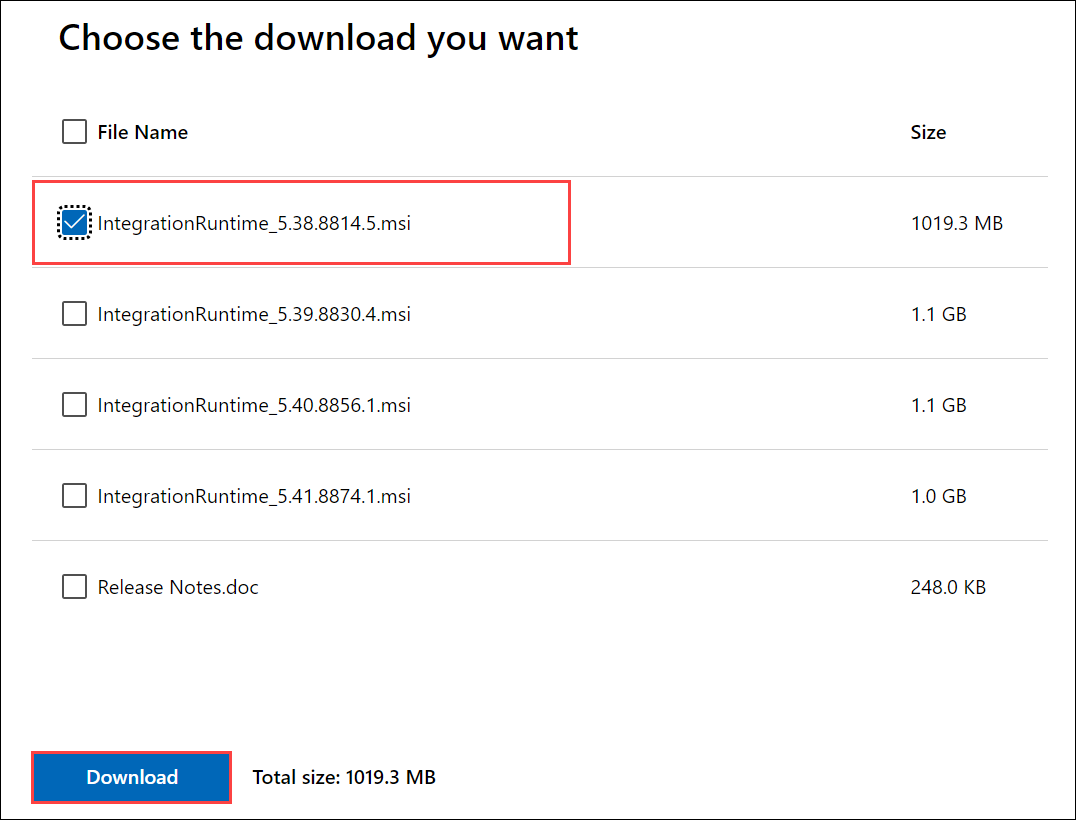 Choose the download you want
File Name Size
IntegrationRuntime_5.38.8814.5.msi 1019.3 MB
IntegrationRuntime_5.39.8830.4.msi 1.1 GB
IntegrationRuntime_5.40.8856.1.msi 1.1 GB
IntegrationRuntime_5.41.8874.1.msi 1.0 GB
Release Notes.doc 248.0 KB
Download Total size: 1019.3 MB